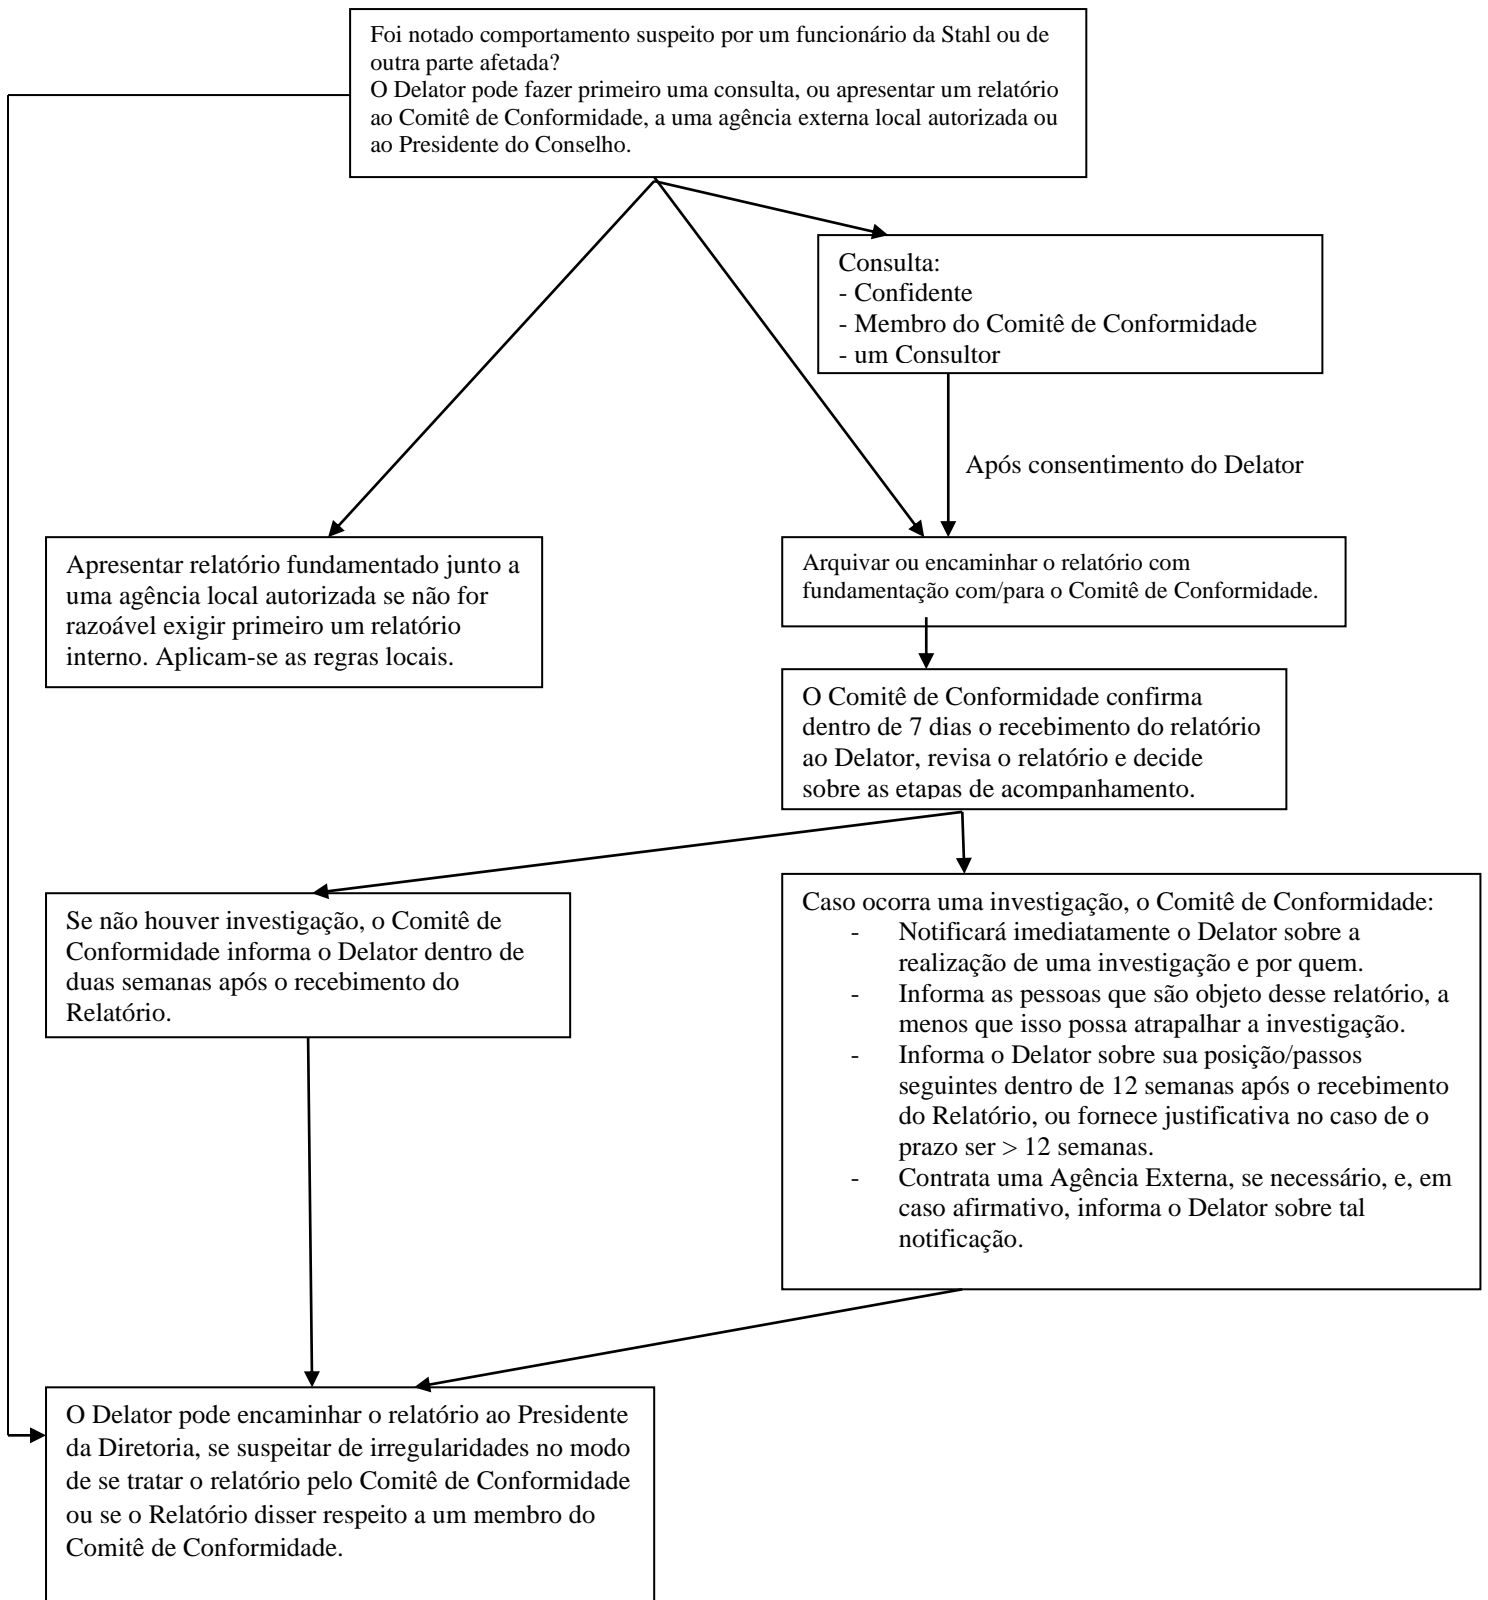 Foi notado comportamento suspeito por um funcionário da Stahl ou de
outra parte afetada?
O Delator pode fazer primeiro uma consulta, ou apresentar um relatório
ao Comitê de Conformidade, a uma agência externa local autorizada ou
ao Presidente do Conselho.
Consulta:
- Confidente
- Membro do Comitê de Conformidade
- um Consultor
Após consentimento do Delator
Apresentar relatório fundamentado junto a
uma agência local autorizada se não for
razoável exigir primeiro um relatório
interno. Aplicam-se as regras locais.
Arquivar ou encaminhar o relatório com
fundamentação com/para o Comitê de Conformidade.
O Comitê de Conformidade confirma
dentro de 7 dias o recebimento do relatório
ao Delator, revisa o relatório e decide
sobre as etapas de acompanhamento.
Se não houver investigação, o Comitê de
Conformidade informa o Delator dentro de
duas semanas após o recebimento do
Relatório.
Caso ocorra uma investigação, o Comitê de Conformidade:
- Notificará imediatamente o Delator sobre a
realização de uma investigação e por quem.
- Informa as pessoas que são objeto desse relatório, a
menos que isso possa atrapalhar a investigação.
- Informa o Delator sobre sua posição/passos
seguintes dentro de 12 semanas após o recebimento
do Relatório, ou fornece justificativa no caso de o
prazo ser > 12 semanas.
- Contrata uma Agência Externa, se necessário, e, em
caso afirmativo, informa o Delator sobre tal
notificação.
O Delator pode encaminhar o relatório ao Presidente
da Diretoria, se suspeitar de irregularidades no modo
de se tratar o relatório pelo Comitê de Conformidade
ou se o Relatório disser respeito a um membro do
Comitê de Conformidade.